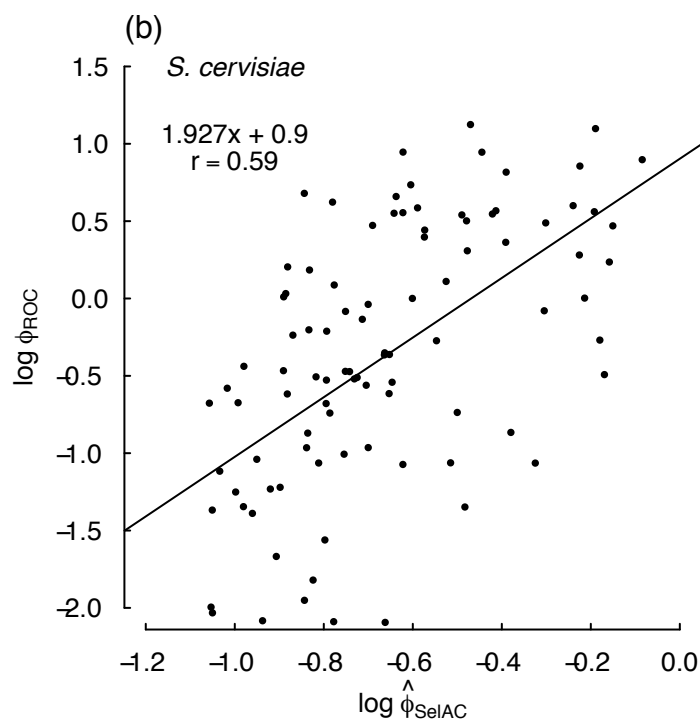 (b)
S. cervisiae
1.927x + 0.9
r = 0.59
1.5
1.0
0.5
0.0
−0.5
−1.0
−1.5
−2.0
log ϕROC
−1.2 −1.0 −0.8 −0.6 −0.4 −0.2 0.0
log ϕ̂SelAC